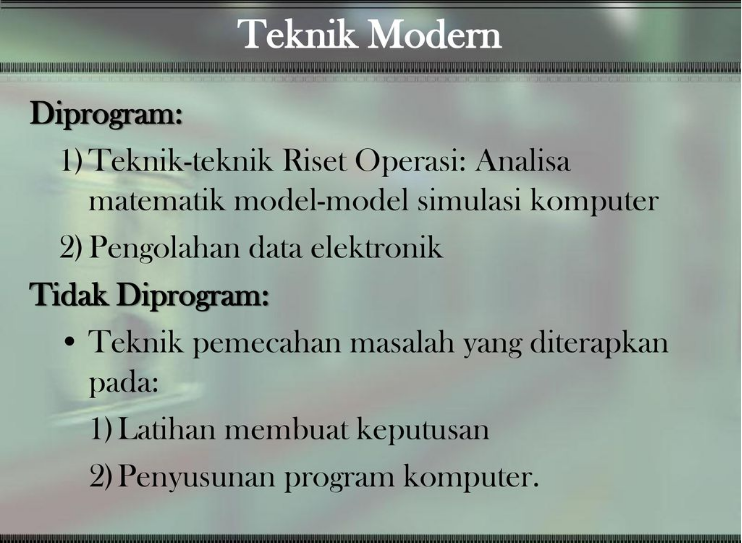 Teknik Modern
Diprogram:
1) Teknik-teknik Riset Operasi: Analisa
matematik model-model simulasi komputer
2) Pengolahan data elektronik
Tidak Diprogram:
• Teknik pemecahan masalah yang diterapkan
pada:
1) Latihan membuat keputusan
2) Penyusunan program komputer.